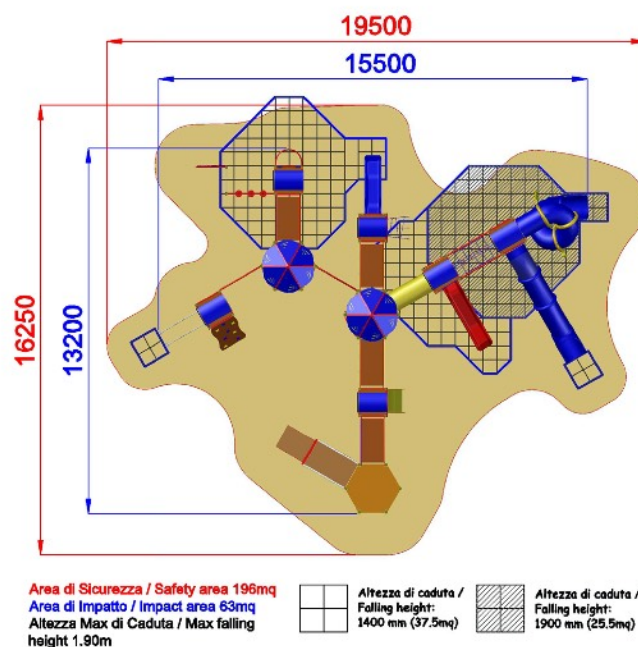 19500
15500
16250
13200
Area di Sicurezza / Safety area 196mq
Area di Impatto / Impact area 63mq
Altezza Max di Caduta / Max falling
height 1.90m
Altezza di caduta /
Falling height:
1400 mm (37.5mq)
Altezza di caduta /
Falling height:
1900 mm (25.5mq)